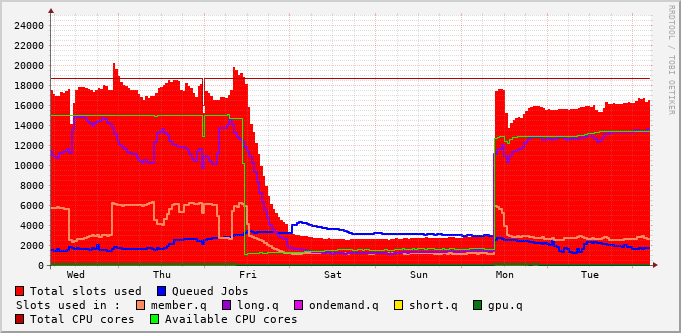 24000
22000
20000
18000
16000
14000
12000
10000
8000
6000
4000
2000
0
Wed Thu Fri Sat Sun Mon Tue
RRDTOOL / TOBI OETIKER
Total slots used Queued Jobs
Slots used in : member.q long.q ondemand.q short.q gpu.q
Total CPU cores Available CPU cores